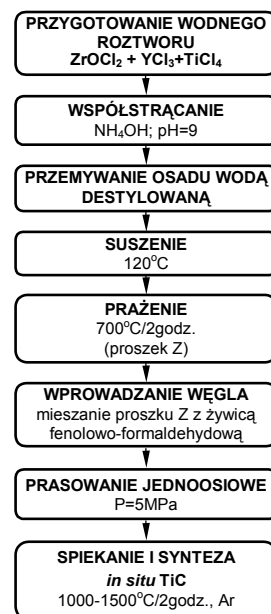 PRZYGOTOWANIE WODNEGO
ROZTWORU
ZrOCl₂ + YCl₃+TiCl₄
WSPÓŁSTRĄCANIE
NH₄OH; pH=9
PRZEMYWANIE OSADU WODĄ
DESTYLOWANĄ
SUSZENIE
120°C
PRAŻENIE
700°C/2godz.
(proszek Z)
WPROWADZANIE WĘGLA
mieszanie proszku Z z żywicą
fenolowo-formaldehydową
PRASOWANIE JEDNOOSIOWE
P=5MPa
SPIEKANIE I SYNTEZA
in situ TiC
1000-1500°C/2godz., Ar